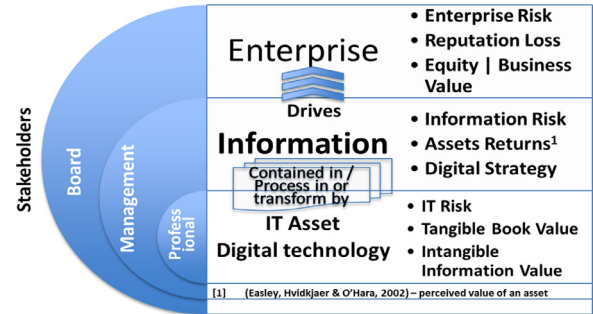 Stakeholders
Board
Management
Profess
ional
Enterprise
Drives
Information
Contained in /
Process in or
transform by
IT Asset
Digital technology
• Enterprise Risk
• Reputation Loss
• Equity | Business
Value
• Information Risk
• Assets Returns¹
• Digital Strategy
• IT Risk
• Tangible Book Value
• Intangible
Information Value
[1] (Easley, Hvidkjaer & O'Hara, 2002) – perceived value of an asset